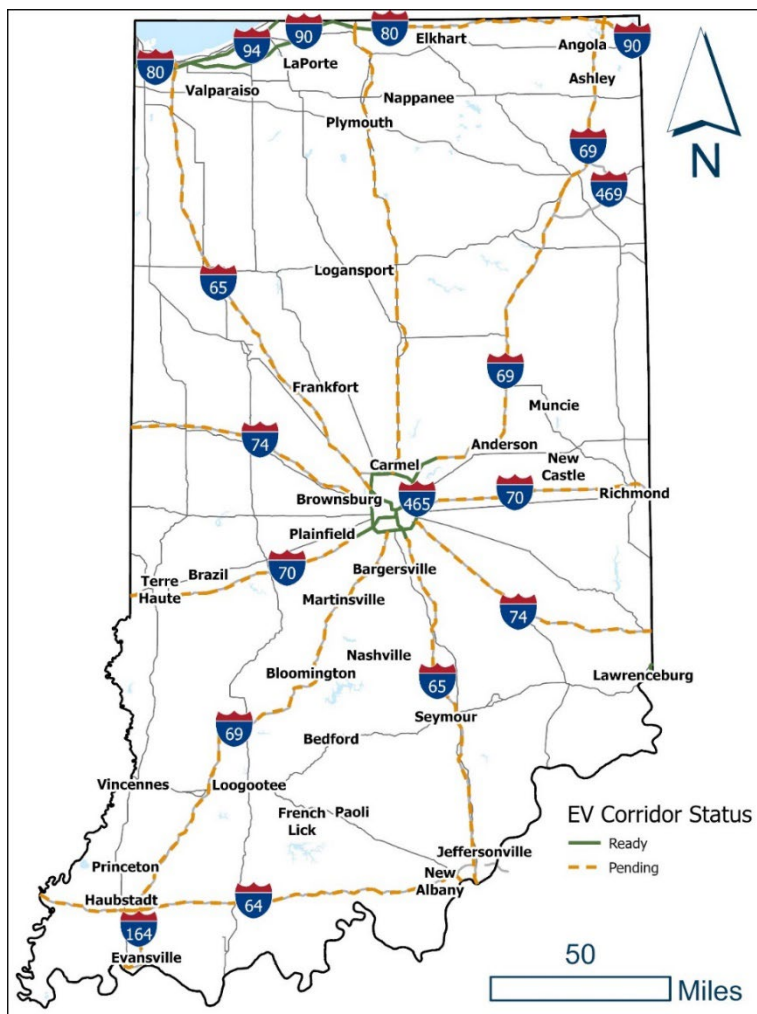 90
80
94
Elkhart
Angola
90
80
LaPorte
Ashley
Valparaiso
Nappanee
Plymouth
N
69
469
Logansport
65
Frankfort
69
Muncie
74
Anderson
Carmel
New
Castle
Brownsburg
465
70
Richmond
Plainfield
Brazil
70
Bargersville
Terre
Haute
Martinsville
74
Nashville
Bloomington
65
Lawrenceburg
Seymour
69
Bedford
Vincennes
Loogootee
French
Lick
Paoli
EV Corridor Status
Ready
Pending
Jeffersonville
Princeton
New
Albany
Haubstadt
64
164
Evansville
50
Miles